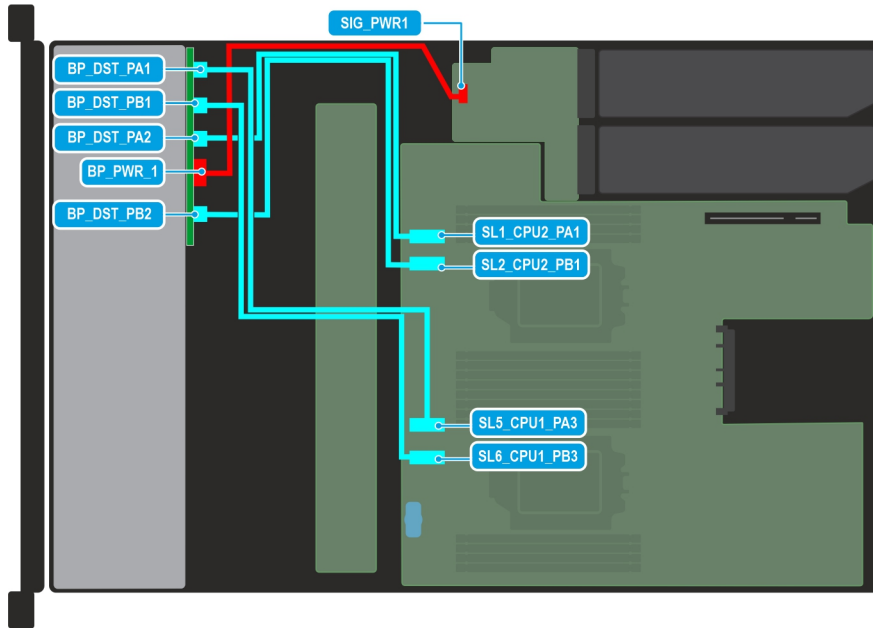 SIG_PWR1
BP_DST_PA1
BP_DST_PB1
BP_DST_PA2
BP_PWR_1
BP_DST_PB2
SL1_CPU2_PA1
SL2_CPU2_PB1
SL5_CPU1_PA3
SL6_CPU1_PB3